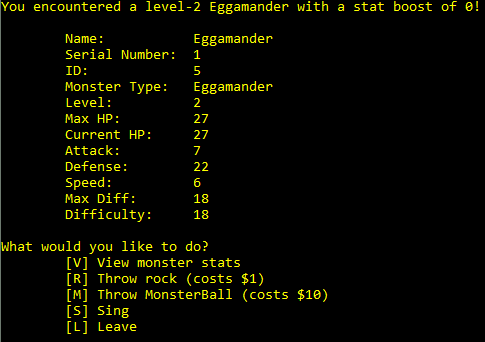 You encountered a level-2 Eggamander with a stat boost of 0!
Name: Eggamander
Serial Number: 1
ID: 5
Monster Type: Eggamander
Level: 2
Max HP: 27
Current HP: 27
Attack: 7
Defense: 22
Speed: 6
Max Diff: 18
Difficulty: 18
What would you like to do?
[V] View monster stats
[R] Throw rock (costs $1)
[M] Throw MonsterBall (costs $10)
[S] Sing
[L] Leave